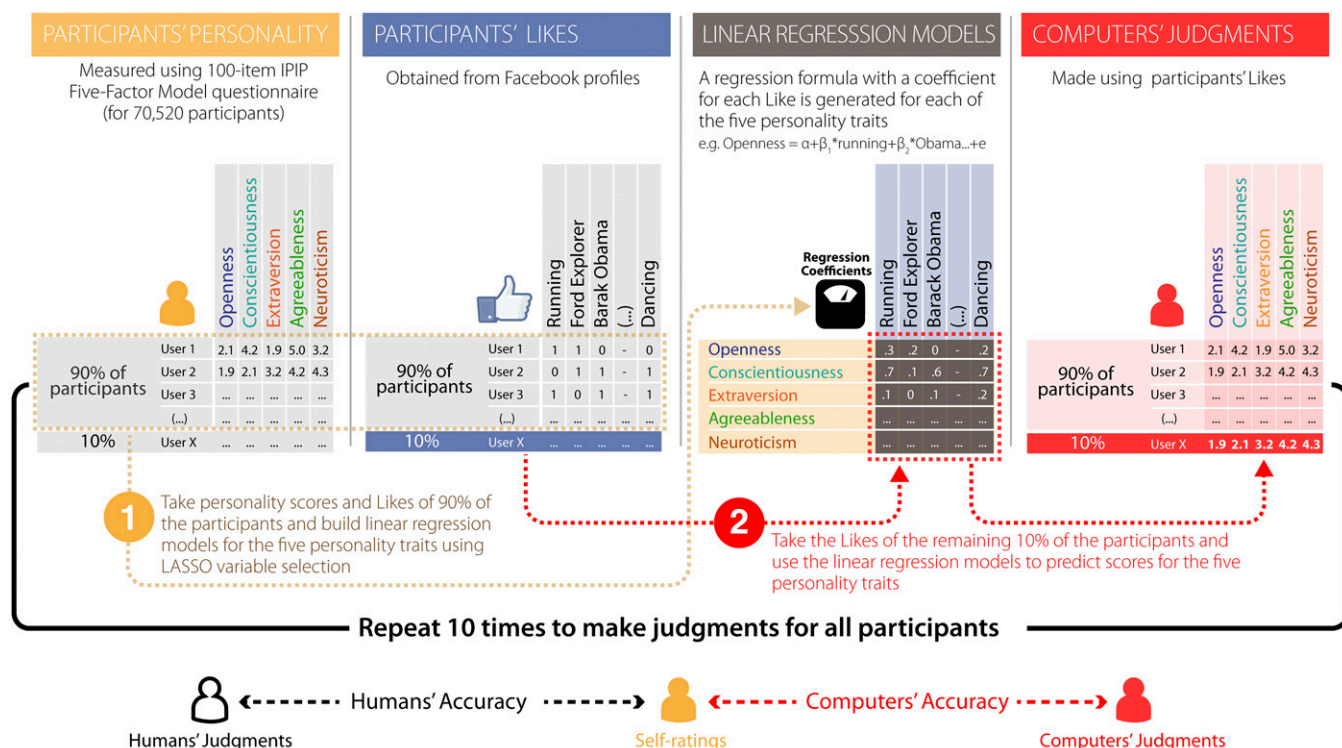 PARTICIPANTS' PERSONALITY
Measured using 100-item IPIP
Five-Factor Model questionnaire
(for 70,520 participants)
PARTICIPANTS' LIKES
Obtained from Facebook profiles
LINEAR REGRESSSION MODELS
A regression formula with a coefficient
for each Like is generated for each of
the five personality traits
e.g. Openness = α+β₁*running+β₂*Obama...+e
COMPUTERS' JUDGMENTS
Made using participants' Likes
Openness
Conscientiousness
Extraversion
Agreeableness
Neuroticism
90% of
participants
User 1 2.1 4.2 1.9 5.0 3.2
User 2 1.9 2.1 3.2 4.2 4.3
User 3 ... ... ... ... ...
(...) ... ... ... ... ...
10% User X ... ... ... ... ...
Running
Ford Explorer
Barak Obama
(...)
Dancing
90% of
participants
User 1 1 1 0 - 0
User 2 0 1 1 - 1
User 3 1 0 1 - 1
(...) ... ... ... ... ...
10% User X ... ... ... ... ...
Regression
Coefficients
Running
Ford Explorer
Barack Obama
(...)
Dancing
Openness .3 .2 0 - .2
Conscientiousness .7 .1 .6 - .7
Extraversion .1 0 .1 - .2
Agreeableness ... ... ... ... ...
Neuroticism ... ... ... ... ...
Openness
Conscientiousness
Extraversion
Agreeableness
Neuroticism
90% of
participants
User 1 2.1 4.2 1.9 5.0 3.2
User 2 1.9 2.1 3.2 4.2 4.3
User 3 ... ... ... ... ...
(...) ... ... ... ... ...
10% User X 1.9 2.1 3.2 4.2 4.3
1
Take personality scores and Likes of 90% of
the participants and build linear regression
models for the five personality traits using
LASSO variable selection
2
Take the Likes of the remaining 10% of the participants and
use the linear regression models to predict scores for the five
personality traits
Repeat 10 times to make judgments for all participants
Humans' Accuracy
Computers' Accuracy
Humans' Judgments
Self-ratings
Computers' Judgments